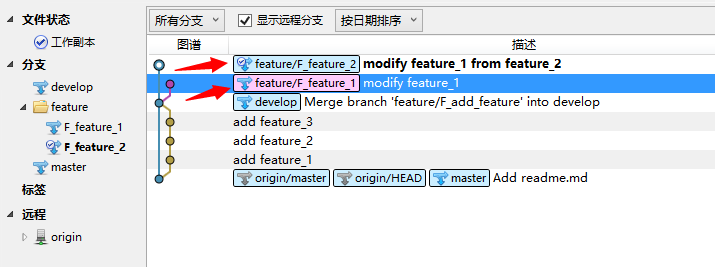 文件状态
工作副本
分支
develop
feature
F_feature_1
F_feature_2
master
标签
远程
origin
所有分支 显示远程分支 按日期排序
图谱 描述
feature/F_feature_2 modify feature_1 from feature_2
feature/F_feature_1 modify feature_1
develop Merge branch 'feature/F_add_feature' into develop
add feature_3
add feature_2
add feature_1
origin/master origin/HEAD master Add readme.md